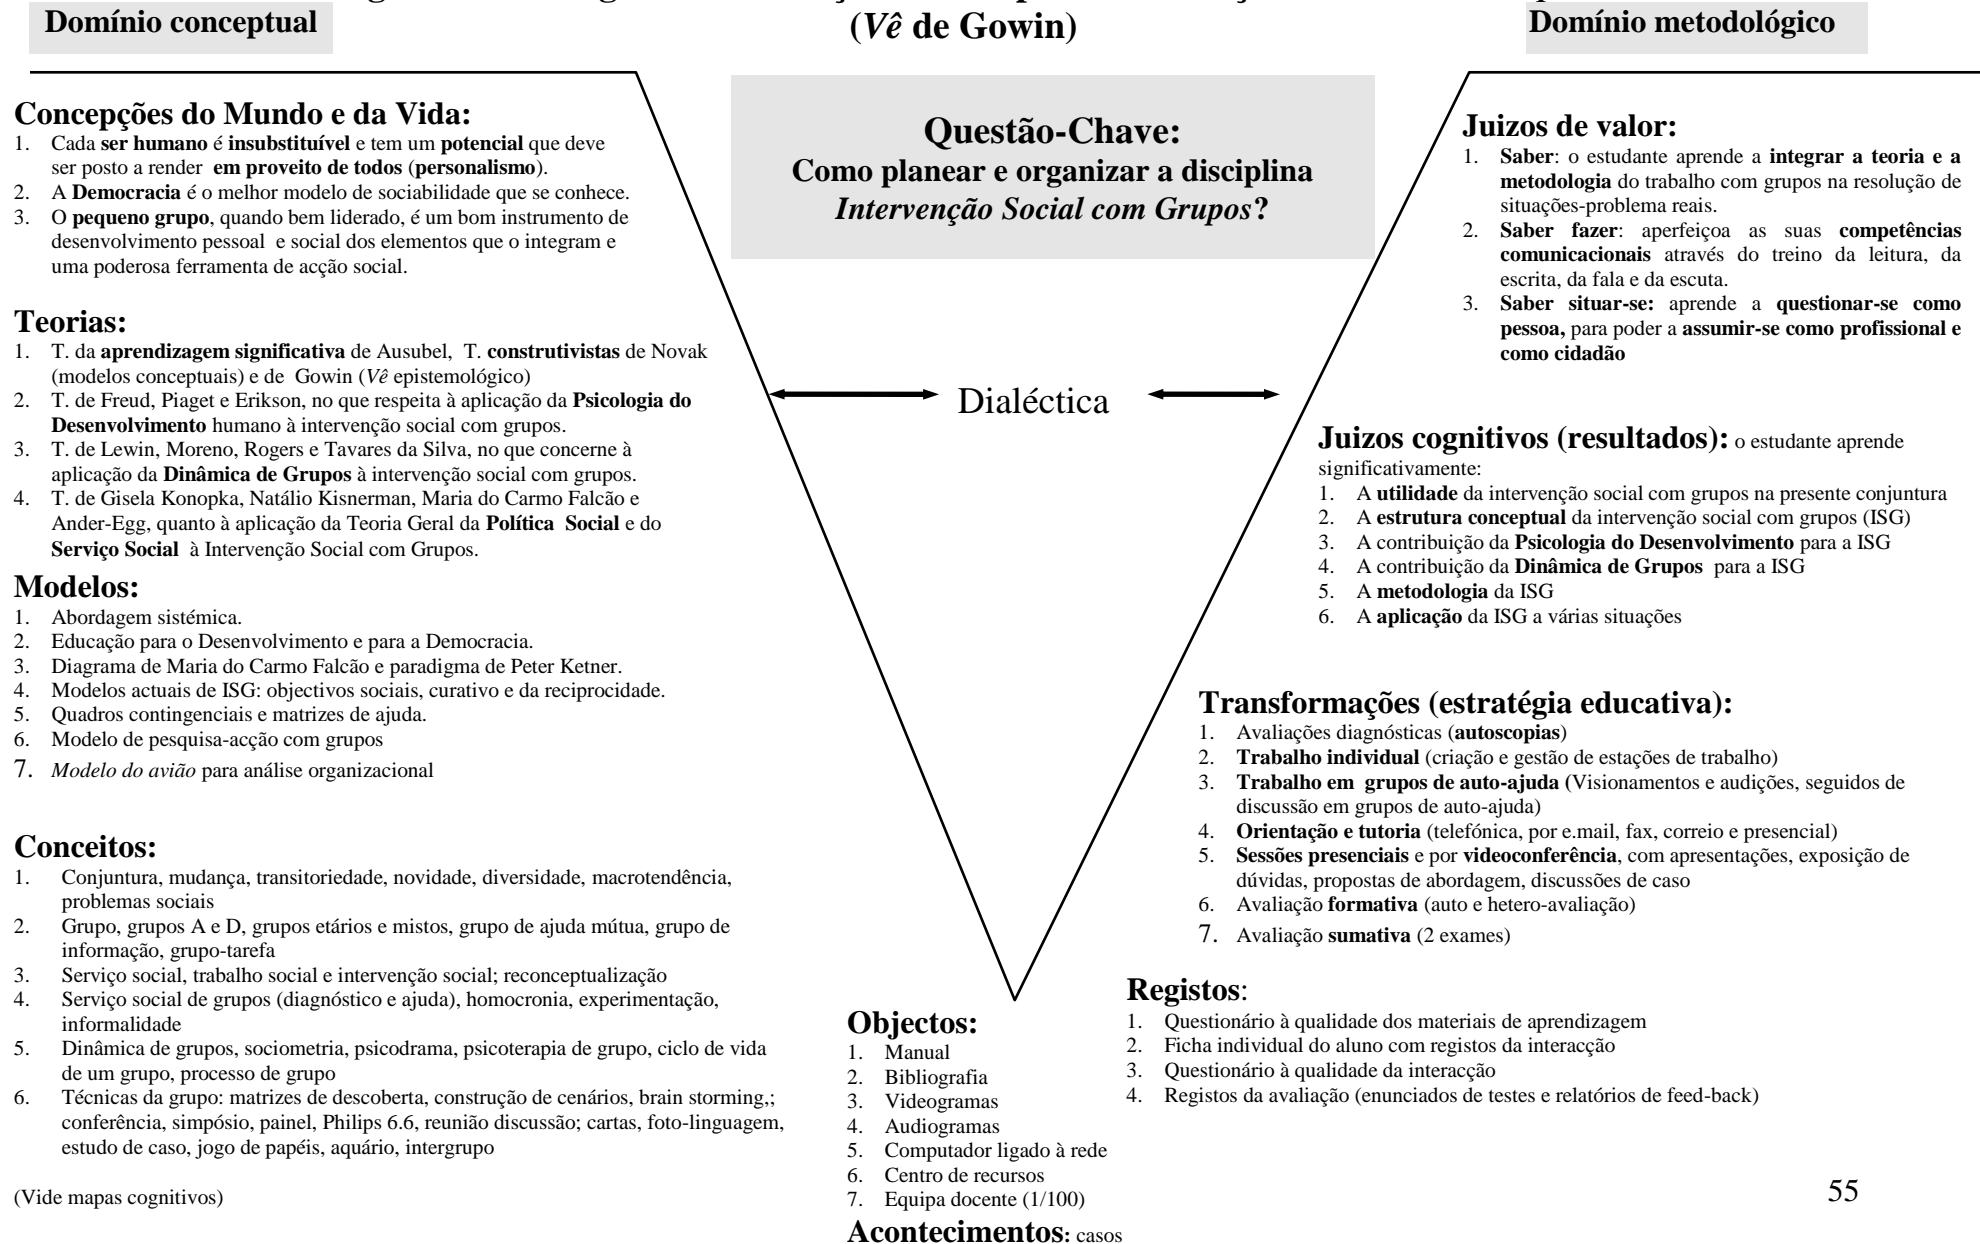 Domínio conceptual
(Vê de Gowin)
Domínio metodológico
Questão-Chave:
Como planear e organizar a disciplina
Intervenção Social com Grupos?
Concepções do Mundo e da Vida:
1. Cada ser humano é insubstituível e tem um potencial que deve
ser posto a render em proveito de todos (personalismo).
2. A Democracia é o melhor modelo de sociabilidade que se conhece.
3. O pequeno grupo, quando bem liderado, é um bom instrumento de
desenvolvimento pessoal e social dos elementos que o integram e
uma poderosa ferramenta de acção social.
Teorias:
1. T. da aprendizagem significativa de Ausubel, T. construtivistas de Novak
(modelos conceptuais) e de Gowin (Vê epistemológico)
2. T. de Freud, Piaget e Erikson, no que respeita à aplicação da Psicologia do
Desenvolvimento humano à intervenção social com grupos.
3. T. de Lewin, Moreno, Rogers e Tavares da Silva, no que concerne à
aplicação da Dinâmica de Grupos à intervenção social com grupos.
4. T. de Gisela Konopka, Natálio Kisnerman, Maria do Carmo Falcão e
Ander-Egg, quanto à aplicação da Teoria Geral da Política Social e do
Serviço Social à Intervenção Social com Grupos.
Modelos:
1. Abordagem sistémica.
2. Educação para o Desenvolvimento e para a Democracia.
3. Diagrama de Maria do Carmo Falcão e paradigma de Peter Ketner.
4. Modelos actuais de ISG: objectivos sociais, curativo e da reciprocidade.
5. Quadros contingenciais e matrizes de ajuda.
6. Modelo de pesquisa-acção com grupos
7. Modelo do avião para análise organizacional
Conceitos:
1. Conjuntura, mudança, transitoriedade, novidade, diversidade, macrotendência,
problemas sociais
2. Grupo, grupos A e D, grupos etários e mistos, grupo de ajuda mútua, grupo de
informação, grupo-tarefa
3. Serviço social, trabalho social e intervenção social; reconceptualização
4. Serviço social de grupos (diagnóstico e ajuda), homocronia, experimentação,
informalidade
5. Dinâmica de grupos, sociometria, psicodrama, psicoterapia de grupo, ciclo de vida
de um grupo, processo de grupo
6. Técnicas da grupo: matrizes de descoberta, construção de cenários, brain storming,;
conferência, simpósio, painel, Philips 6.6, reunião discussão; cartas, foto-linguagem,
estudo de caso, jogo de papéis, aquário, intergrupo
(Vide mapas cognitivos)
Dialéctica
Juizos de valor:
1. Saber: o estudante aprende a integrar a teoria e a
metodologia do trabalho com grupos na resolução de
situações-problema reais.
2. Saber fazer: aperfeiçoa as suas competências
comunicacionais através do treino da leitura, da
escrita, da fala e da escuta.
3. Saber situar-se: aprende a questionar-se como
pessoa, para poder a assumir-se como profissional e
como cidadão
Juizos cognitivos (resultados): o estudante aprende
significativamente:
1. A utilidade da intervenção social com grupos na presente conjuntura
2. A estrutura conceptual da intervenção social com grupos (ISG)
3. A contribuição da Psicologia do Desenvolvimento para a ISG
4. A contribuição da Dinâmica de Grupos para a ISG
5. A metodologia da ISG
6. A aplicação da ISG a várias situações
Transformações (estratégia educativa):
1. Avaliações diagnósticas (autoscopias)
2. Trabalho individual (criação e gestão de estações de trabalho)
3. Trabalho em grupos de auto-ajuda (Visionamentos e audições, seguidos de
discussão em grupos de auto-ajuda)
4. Orientação e tutoria (telefónica, por e.mail, fax, correio e presencial)
5. Sessões presenciais e por videoconferência, com apresentações, exposição de
dúvidas, propostas de abordagem, discussões de caso
6. Avaliação formativa (auto e hetero-avaliação)
7. Avaliação sumativa (2 exames)
Registos:
1. Questionário à qualidade dos materiais de aprendizagem
2. Ficha individual do aluno com registos da interacção
3. Questionário à qualidade da interacção
4. Registos da avaliação (enunciados de testes e relatórios de feed-back)
Objectos:
1. Manual
2. Bibliografia
3. Videogramas
4. Audiogramas
5. Computador ligado à rede
6. Centro de recursos
7. Equipa docente (1/100)
Acontecimentos: casos
55